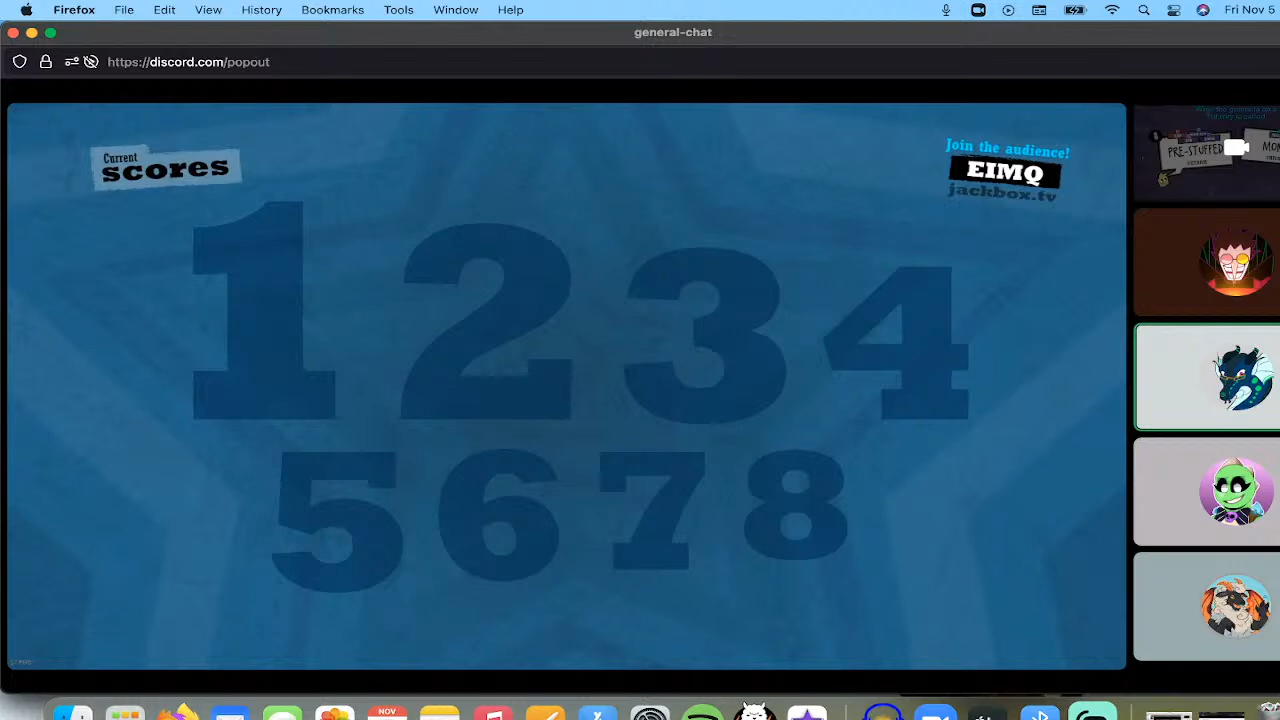 Firefox File Edit View History Bookmarks Tools Window Help Fri Nov 5
general-chat
https://discord.com/popout
Current
scores
Join the audience!
EIMQ
jackbox.tv
1 2 3 4
5 6 7 8
PRE-STUFFED
NOV